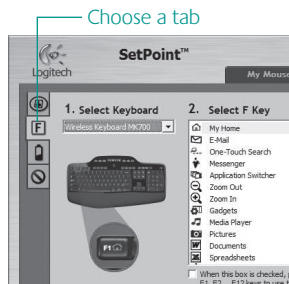 Choose a tab
SetPoint™
Logitech
My Mouse
1. Select Keyboard
2. Select F Key
Wireless Keyboard MK700
F
My Home
E-Mail
One-Touch Search
Messenger
Application Switcher
Zoom Out
Zoom In
Gadgets
Media Player
Pictures
Documents
Spreadsheets
F1
When this box is checked,
F1, F2 ... F12 keys to use